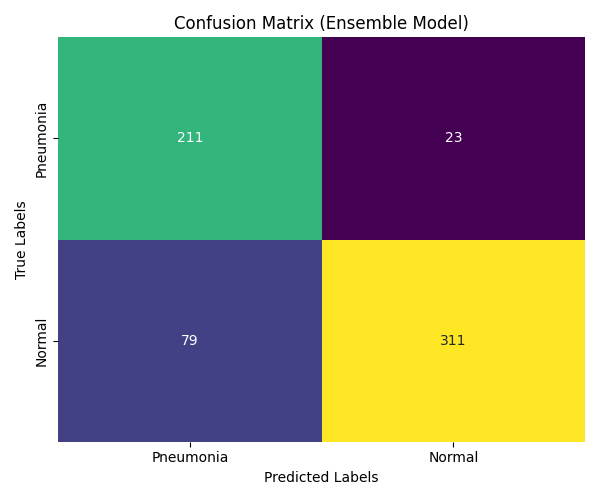 Confusion Matrix (Ensemble Model)
True Labels
Pneumonia
211
23
Normal
79
311
Pneumonia
Normal
Predicted Labels